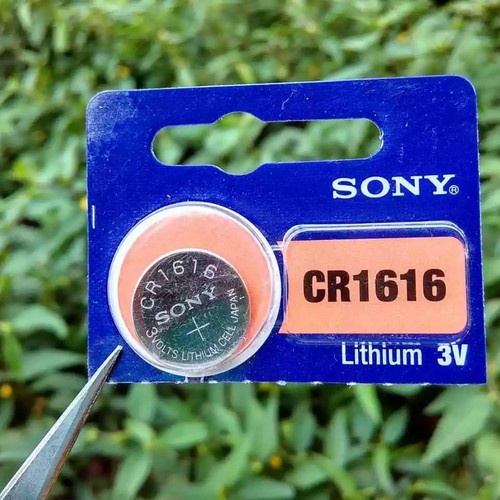 SONY®
CR1616
Lithium 3V
CR1616
SONY
+
3 VOLTS LITHIUM CELL JAPAN